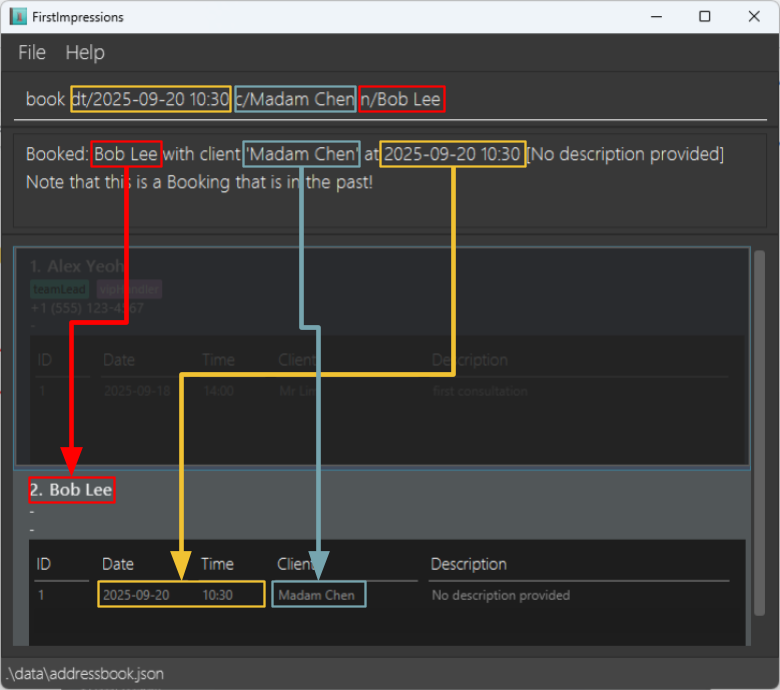 FirstImpressions
File Help
book dt/2025-09-20 10:30 c/Madam Chen n/Bob Lee
Booked: Bob Lee with client 'Madam Chen' at 2025-09-20 10:30 [No description provided]
Note that this is a Booking that is in the past!
1. Alex Yeoh
teamLead vipHandler
+1 (555) 123-4567
-
ID Date Time Client Description
1 2025-09-18 14:00 Mr Lim first consultation
2. Bob Lee
-
-
ID Date Time Client Description
1 2025-09-20 10:30 Madam Chen No description provided
.\data\addressbook.json